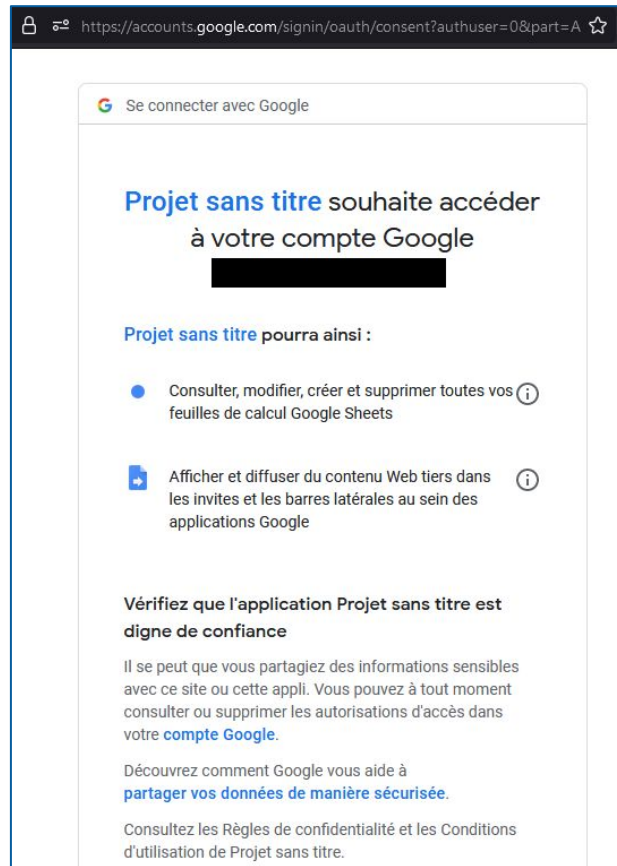 https://accounts.google.com/signin/oauth/consent?authuser=0&part=A
G Se connecter avec Google
Projet sans titre souhaite accéder
à votre compte Google
Projet sans titre pourra ainsi :
Consulter, modifier, créer et supprimer toutes vos
feuilles de calcul Google Sheets
Afficher et diffuser du contenu Web tiers dans
les invites et les barres latérales au sein des
applications Google
Vérifiez que l'application Projet sans titre est
digne de confiance
Il se peut que vous partagiez des informations sensibles
avec ce site ou cette appli. Vous pouvez à tout moment
consulter ou supprimer les autorisations d'accès dans
votre compte Google.
Découvrez comment Google vous aide à
partager vos données de manière sécurisée.
Consultez les Règles de confidentialité et les Conditions
d'utilisation de Projet sans titre.